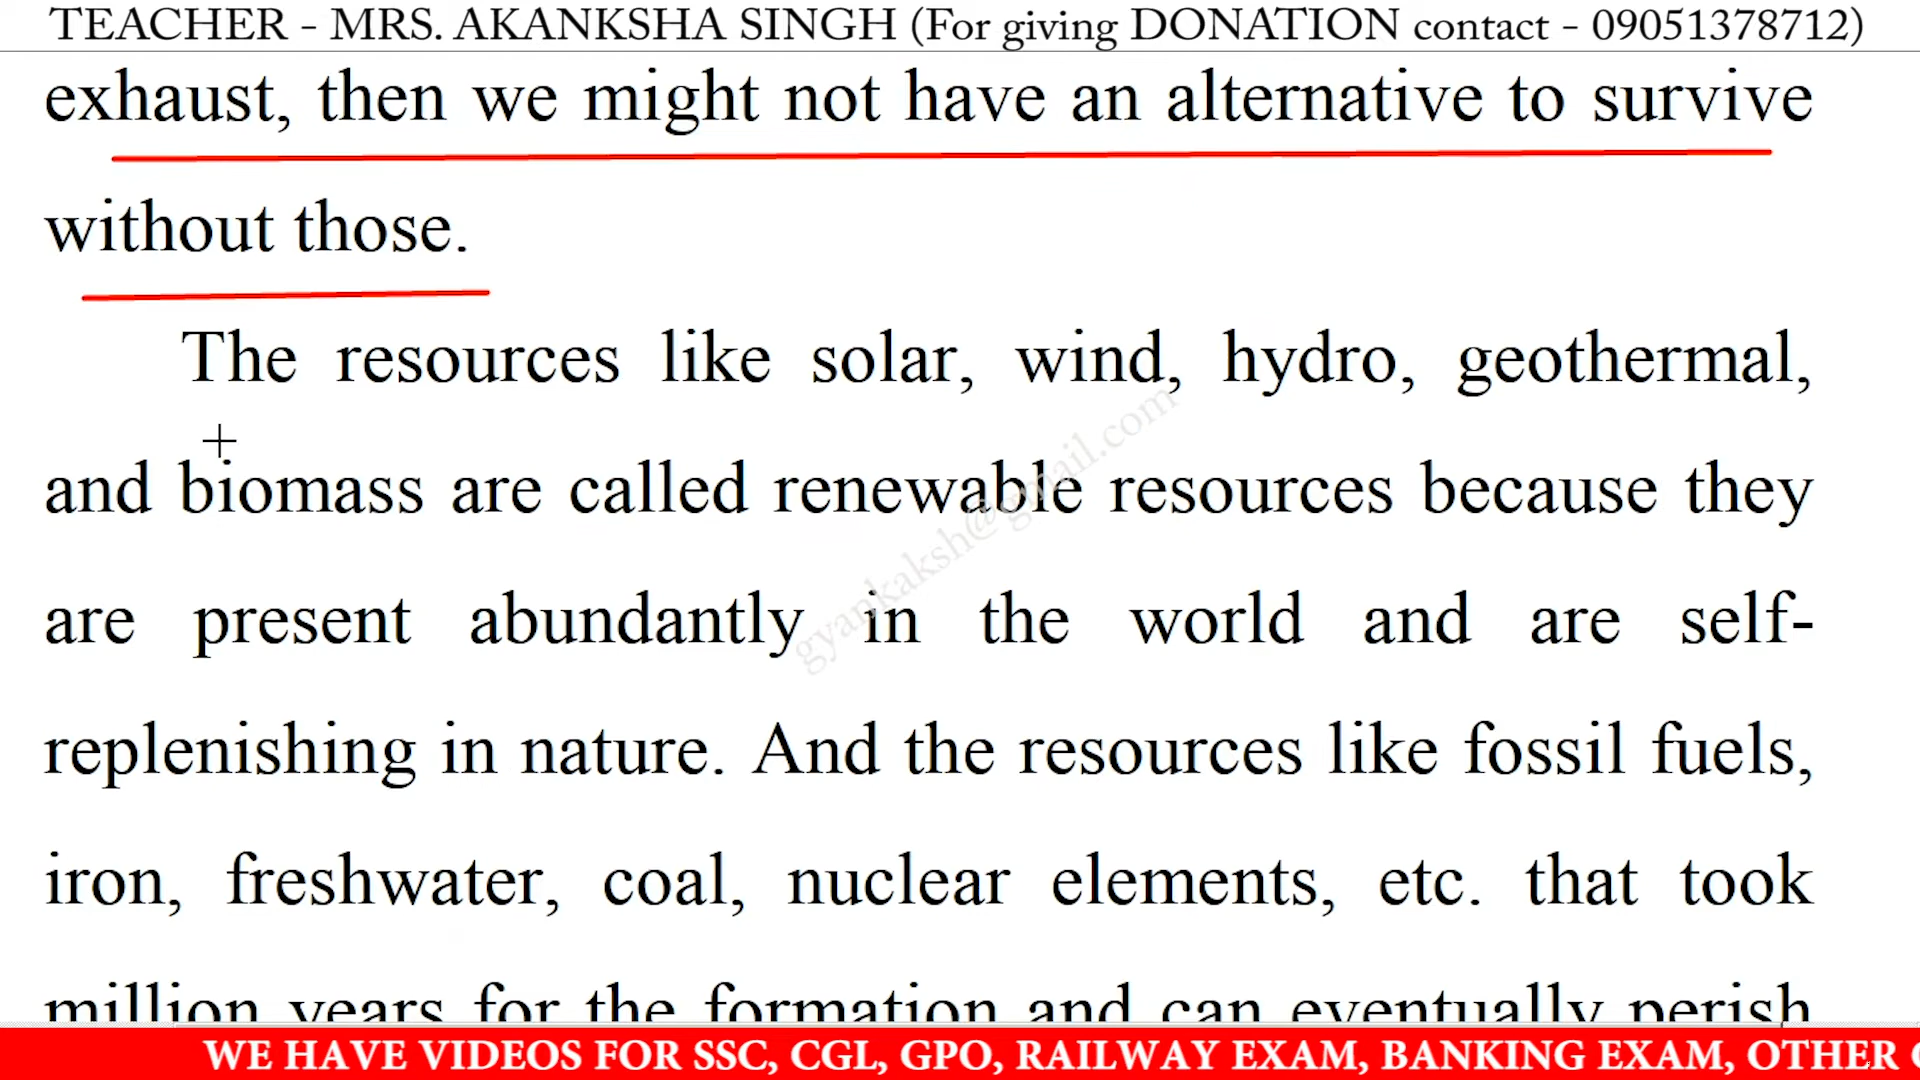 TEACHER - MRS. AKANKSHA SINGH (For giving DONATION contact - 09051378712)
exhaust, then we might not have an alternative to survive
without those.
The resources like solar, wind, hydro, geothermal,
and biomass are called renewable resources because they
are present abundantly in the world and are self-
replenishing in nature. And the resources like fossil fuels,
iron, freshwater, coal, nuclear elements, etc. that took
million years for the formation and can eventually perish
gyankaksh@gmail.com
WE HAVE VIDEOS FOR SSC, CGL, GPO, RAILWAY EXAM, BANKING EXAM, OTHER